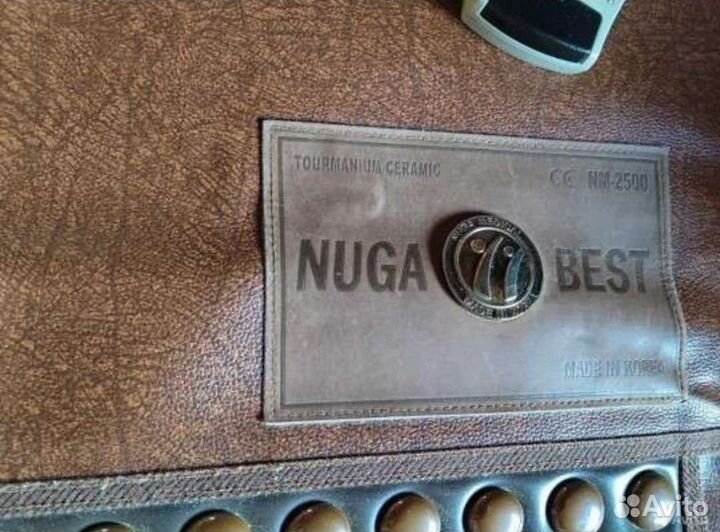 TOURMANIUM CERAMIC
CE NM-2500
NUGA BEST
MADE IN KOREA
Avito